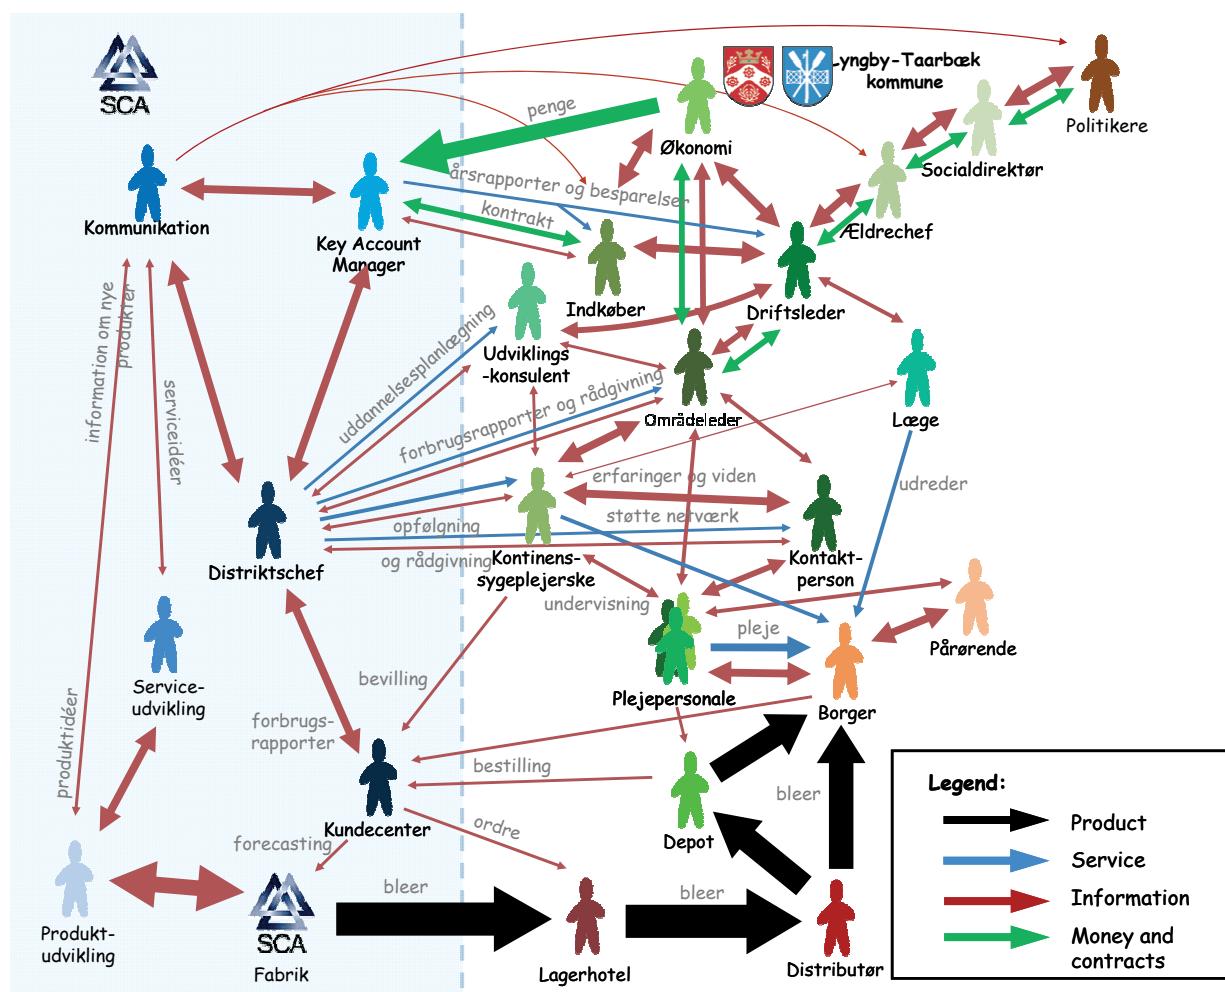 SCA
Lyngby-Taarbæk
kommune
Politikere
penge
Økonomi
Socialdirektør
årsrapporter og besparelser
Kommunikation
kontrakt
Key Account
Manager
Ældrechef
Indkøber
Driftsleder
information om nye
produkter
serviceidéer
uddannelsesplanlægning
Udviklings
-konsulent
forbrugsrapporter og rådgivning
Områdeleder
Læge
erfaringer og viden
udreder
støtte netværk
opfølgning
og rådgivning
Distriktschef
Kontinens-
sygeplejerske
Kontakt-
person
undervisning
pleje
Pårørende
Service-
udvikling
bevilling
Plejepersonale
Borger
produktidéer
forbrugs-
rapporter
bestilling
bleer
Kundecenter
ordre
Depot
forecasting
bleer
bleer
SCA
Fabrik
Produkt-
udvikling
Lagerhotel
Distributør
Legend:
Product
Service
Information
Money and
contracts